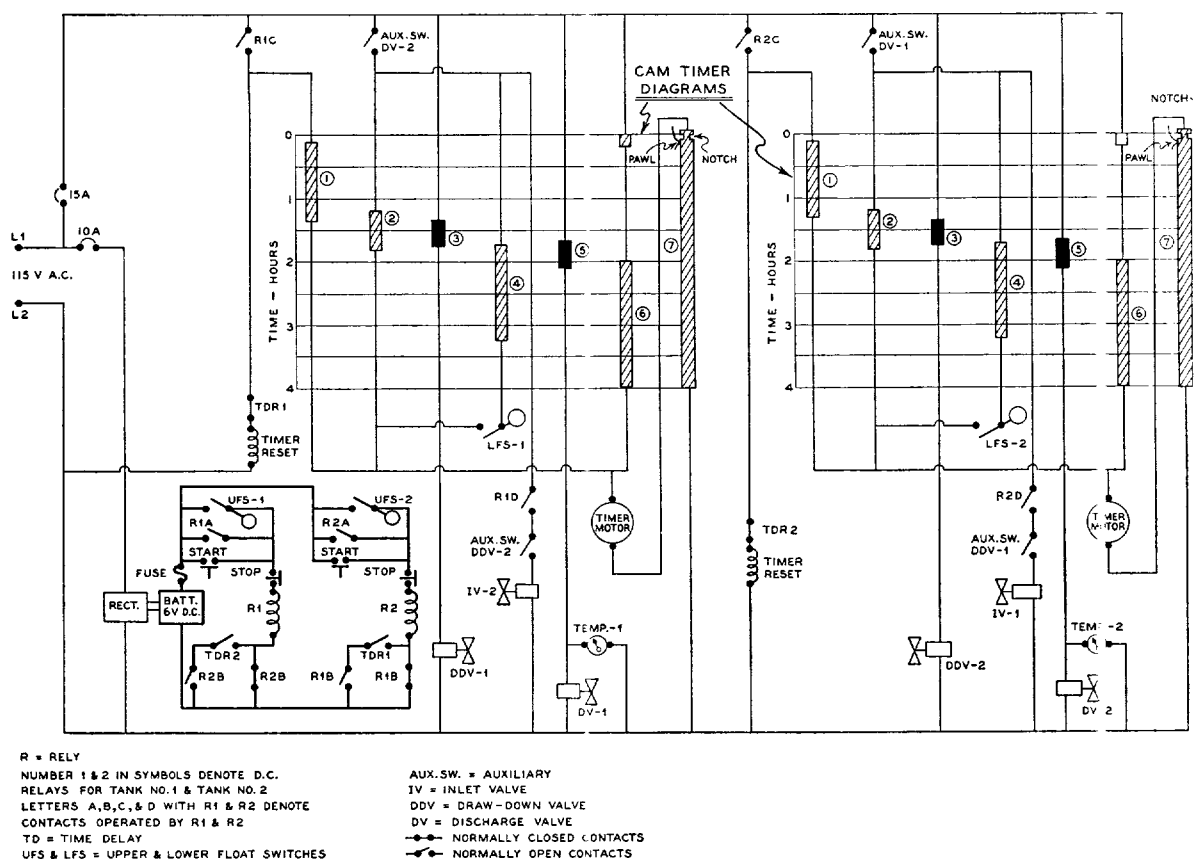 R1C
AUX. SW.
DV-2
R2C
AUX. SW.
DV-1
CAM TIMER
DIAGRAMS
NOTCH
0
PAWL
NOTCH
0
PAWL
15A
1
1
1
1
L1
10A
2
3
5
7
2
3
5
7
115 V A.C.
2
2
L2
TIME - HOURS
4
6
TIME - HOURS
4
6
3
3
4
4
TDR 1
TIMER
RESET
LFS-1
LFS-2
UFS-1
UFS-2
R1D
R2D
R1A
R2A
TIMER
MOTOR
TIMER
MOTOR
START
START
AUX. SW.
DDV-2
TDR 2
AUX. SW.
DDV-1
FUSE
STOP
STOP
TIMER
RESET
RECT.
BATT.
6V D.C.
R1
R2
IV-2
IV-1
TDR2
TDR1
TEMP.-1
TEMP.-2
R2B
R2B
R1B
R1B
DDV-1
DDV-2
DV-1
DV-2
R = RELY
NUMBER 1 & 2 IN SYMBOLS DENOTE D.C.
RELAYS FOR TANK NO. 1 & TANK NO. 2
LETTERS A, B, C, & D WITH R1 & R2 DENOTE
CONTACTS OPERATED BY R1 & R2
TD = TIME DELAY
UFS & LFS = UPPER & LOWER FLOAT SWITCHES
AUX. SW. = AUXILIARY
IV = INLET VALVE
DDV = DRAW-DOWN VALVE
DV = DISCHARGE VALVE
NORMALLY CLOSED CONTACTS
NORMALLY OPEN CONTACTS